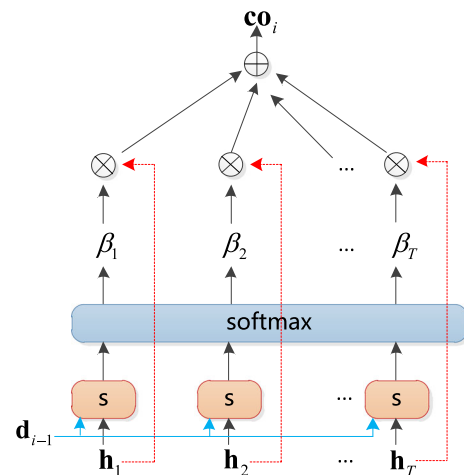 co_i
...
β_1 β_2 ... β_T
softmax
s s ... s
d_{i-1}
h_1 h_2 ... h_T